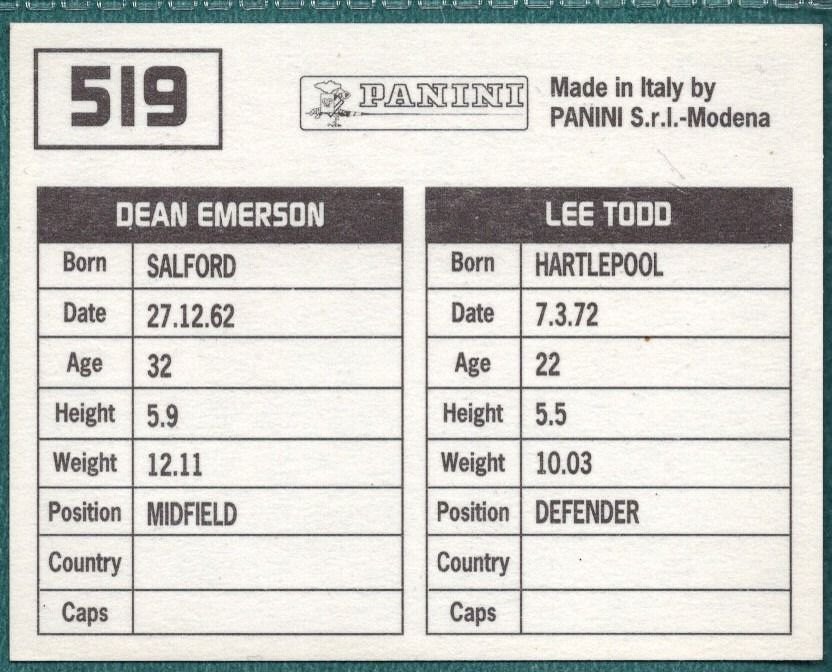 519
PANINI
Made in Italy by
PANINI S.r.l.-Modena
DEAN EMERSON
Born SALFORD
Date 27.12.62
Age 32
Height 5.9
Weight 12.11
Position MIDFIELD
Country
Caps
LEE TODD
Born HARTLEPOOL
Date 7.3.72
Age 22
Height 5.5
Weight 10.03
Position DEFENDER
Country
Caps